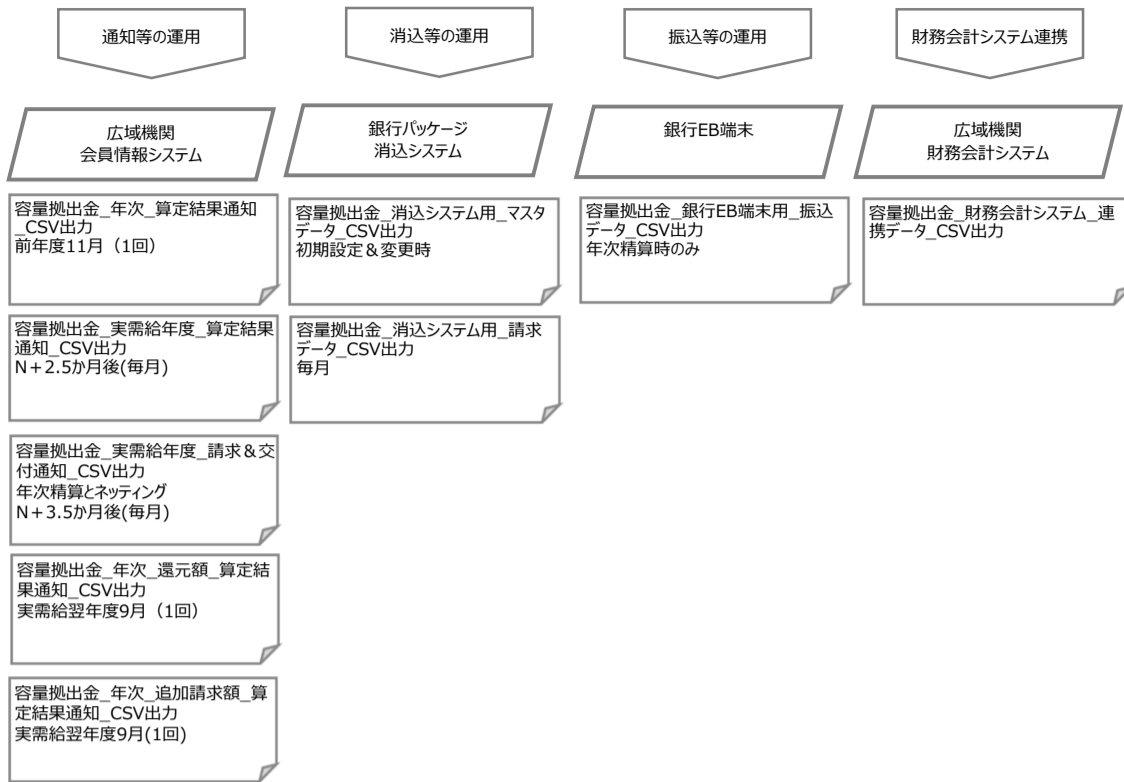 通知等の運用
消込等の運用
振込等の運用
財務会計システム連携
広域機関
会員情報システム
銀行パッケージ
消込システム
銀行EB端末
広域機関
財務会計システム
容量拠出金_年次_算定結果通知
_CSV出力
前年度11月（1回）
容量拠出金_消込システム用_マスタ
データ_CSV出力
初期設定＆変更時
容量拠出金_銀行EB端末用_振込
データ_CSV出力
年次精算時のみ
容量拠出金_財務会計システム_連
携データ_CSV出力
容量拠出金_実需給年度_算定結果
通知_CSV出力
N＋2.5か月後(毎月)
容量拠出金_消込システム用_請求
データ_CSV出力
毎月
容量拠出金_実需給年度_請求＆交
付通知_CSV出力
年次精算とネッティング
N＋3.5か月後(毎月)
容量拠出金_年次_還元額_算定結
果通知_CSV出力
実需給翌年度9月（1回）
容量拠出金_年次_追加請求額_算
定結果通知_CSV出力
実需給翌年度9月(1回)